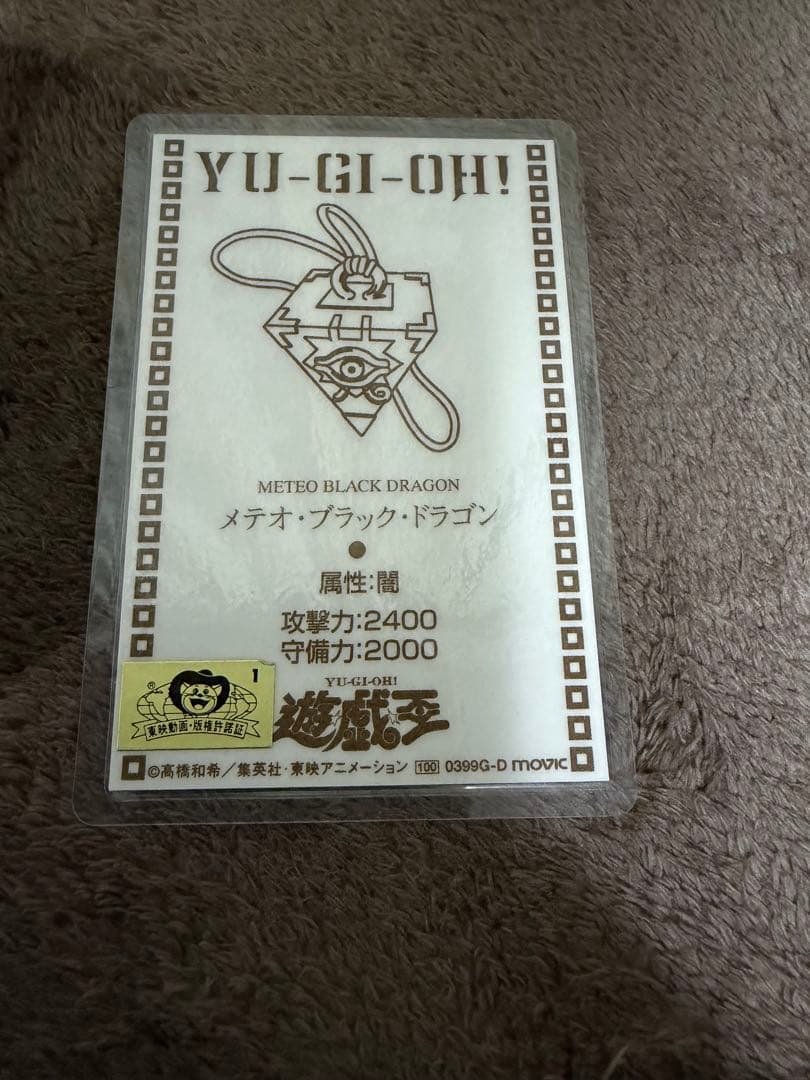 YU-GI-OH!
METEO BLACK DRAGON
メテオ・ブラック・ドラゴン
●
属性:闇
攻撃力:2400
守備力:2000
YU-GI-OH!
遊☆戯☆王
® 1
東映動画・版権許諾証
©高橋和希/集英社・東映アニメーション 100 0399G-D movic